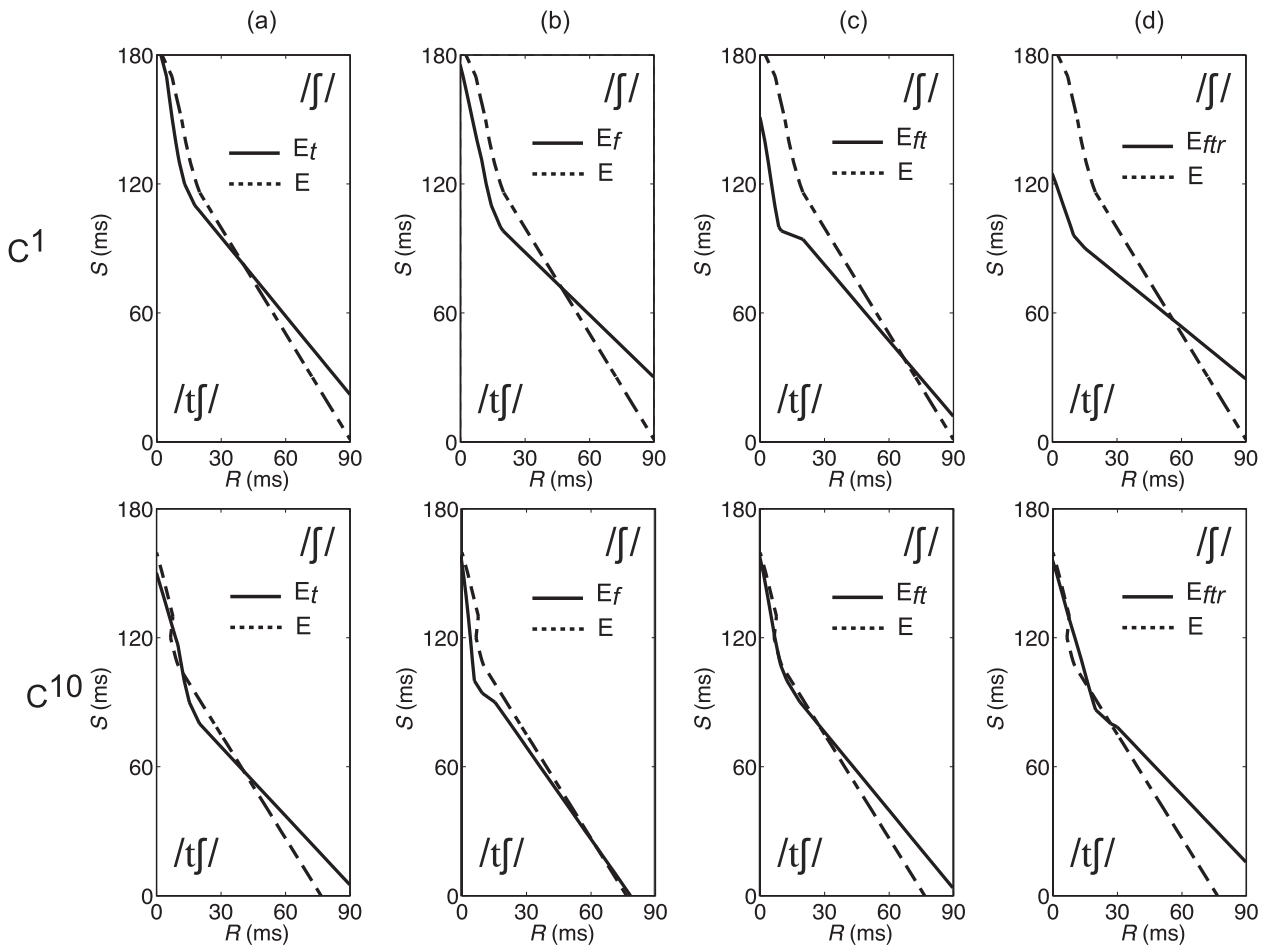 (a) (b) (c) (d)
C1
180 120 60 0
S (ms)
/ʃ/
Et
E
/tʃ/
0 30 60 90
R (ms)
180 120 60 0
S (ms)
/ʃ/
Ef
E
/tʃ/
0 30 60 90
R (ms)
180 120 60 0
S (ms)
/ʃ/
Eft
E
/tʃ/
0 30 60 90
R (ms)
180 120 60 0
S (ms)
/ʃ/
Eftr
E
/tʃ/
0 30 60 90
R (ms)
C10
180 120 60 0
S (ms)
/ʃ/
Et
E
/tʃ/
0 30 60 90
R (ms)
180 120 60 0
S (ms)
/ʃ/
Ef
E
/tʃ/
0 30 60 90
R (ms)
180 120 60 0
S (ms)
/ʃ/
Eft
E
/tʃ/
0 30 60 90
R (ms)
180 120 60 0
S (ms)
/ʃ/
Eftr
E
/tʃ/
0 30 60 90
R (ms)